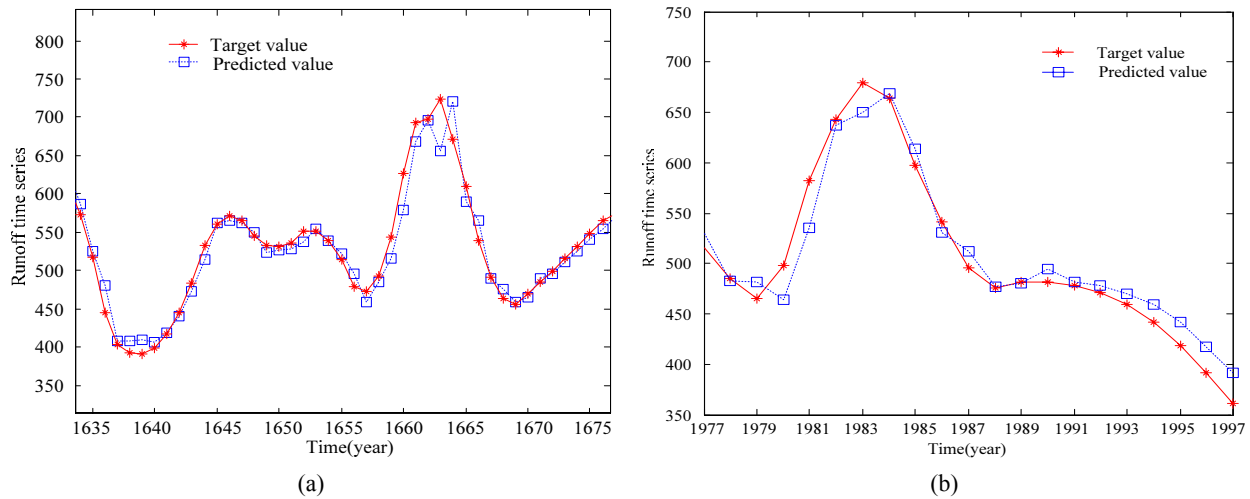 800
750
700
650
600
550
500
450
400
350
Runoff time series
Target value
Predicted value
1635 1640 1645 1650 1655 1660 1665 1670 1675
Time(year)
(a)
750
700
650
600
550
500
450
400
350
Runoff time series
Target value
Predicted value
1977 1979 1981 1983 1985 1987 1989 1991 1993 1995 1997
Time(year)
(b)